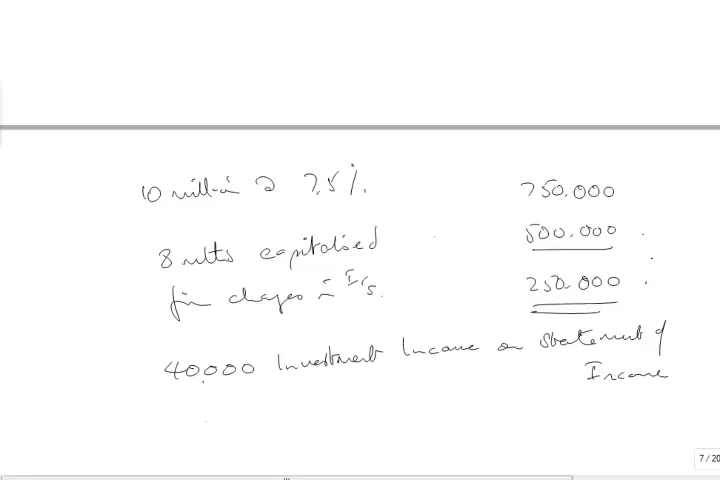 10 million @ 7.5%. 750.000
8 mths capitalised 500.000
fin charges in I/S. 250.000
40.000 Investment Income on Statement of
Income
7 / 20